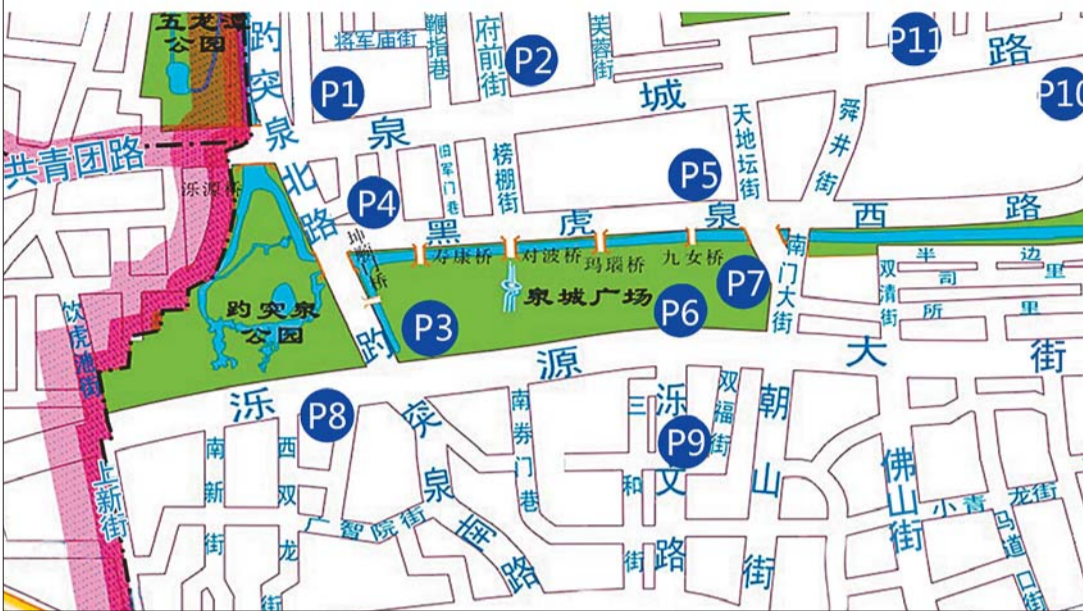 五龙潭
公园
趵突泉北路
将军庙街
鞭指巷
府前街
芙蓉街
P1
P2
P11
P10
泉城路
共青团路
泺源桥
P4
旧军门巷
榜棚街
P5
天地坛街
舜井街
黑虎泉西路
寿康桥
对波桥
玛瑙桥
九女桥
南门大街
双清街
半边里
司里
所里
趵突泉
公园
P3
泉城广场
P6
P7
饮虎池街
泺源大街
P8
趵突泉南路
南券门巷
三和街
泺文路
P9
双福街
朝山街
佛山街
小青龙街
马道口街
上新街
南新街
西双龙街
广智院街